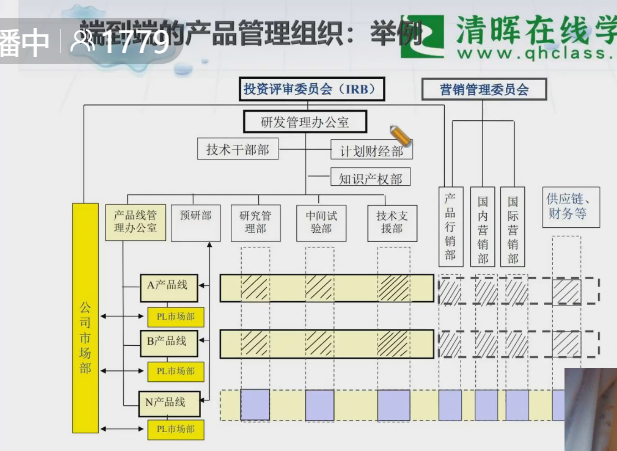 播中 1779
端到端的产品管理组织：举例
清晖在线学
www.qhclass.
投资评审委员会（IRB）
营销管理委员会
研发管理办公室
技术干部部
计划财经部
知识产权部
产品线管
理办公室
预研部
研究管
理部
中间试
验部
技术支
援部
产品行销部
国内营销部
国际营销部
供应链、
财务等
公司市场部
A产品线
PL市场部
B产品线
PL市场部
N产品线
PL市场部